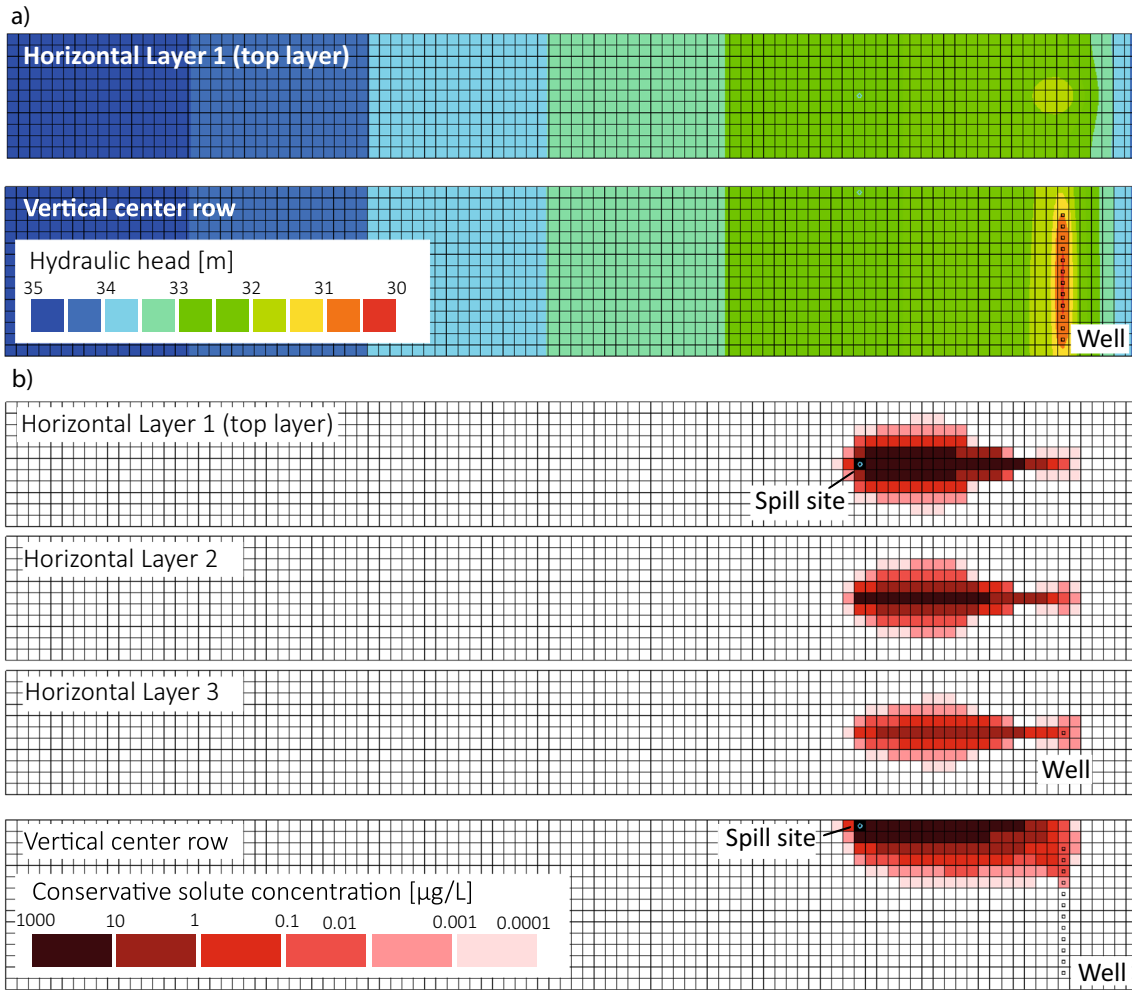 a)
Horizontal Layer 1 (top layer)
Vertical center row
Hydraulic head [m]
35 34 33 32 31 30
Well
b)
Horizontal Layer 1 (top layer)
Spill site
Horizontal Layer 2
Horizontal Layer 3
Well
Spill site
Vertical center row
Conservative solute concentration [µg/L]
1000 10 1 0.1 0.01 0.001 0.0001
Well